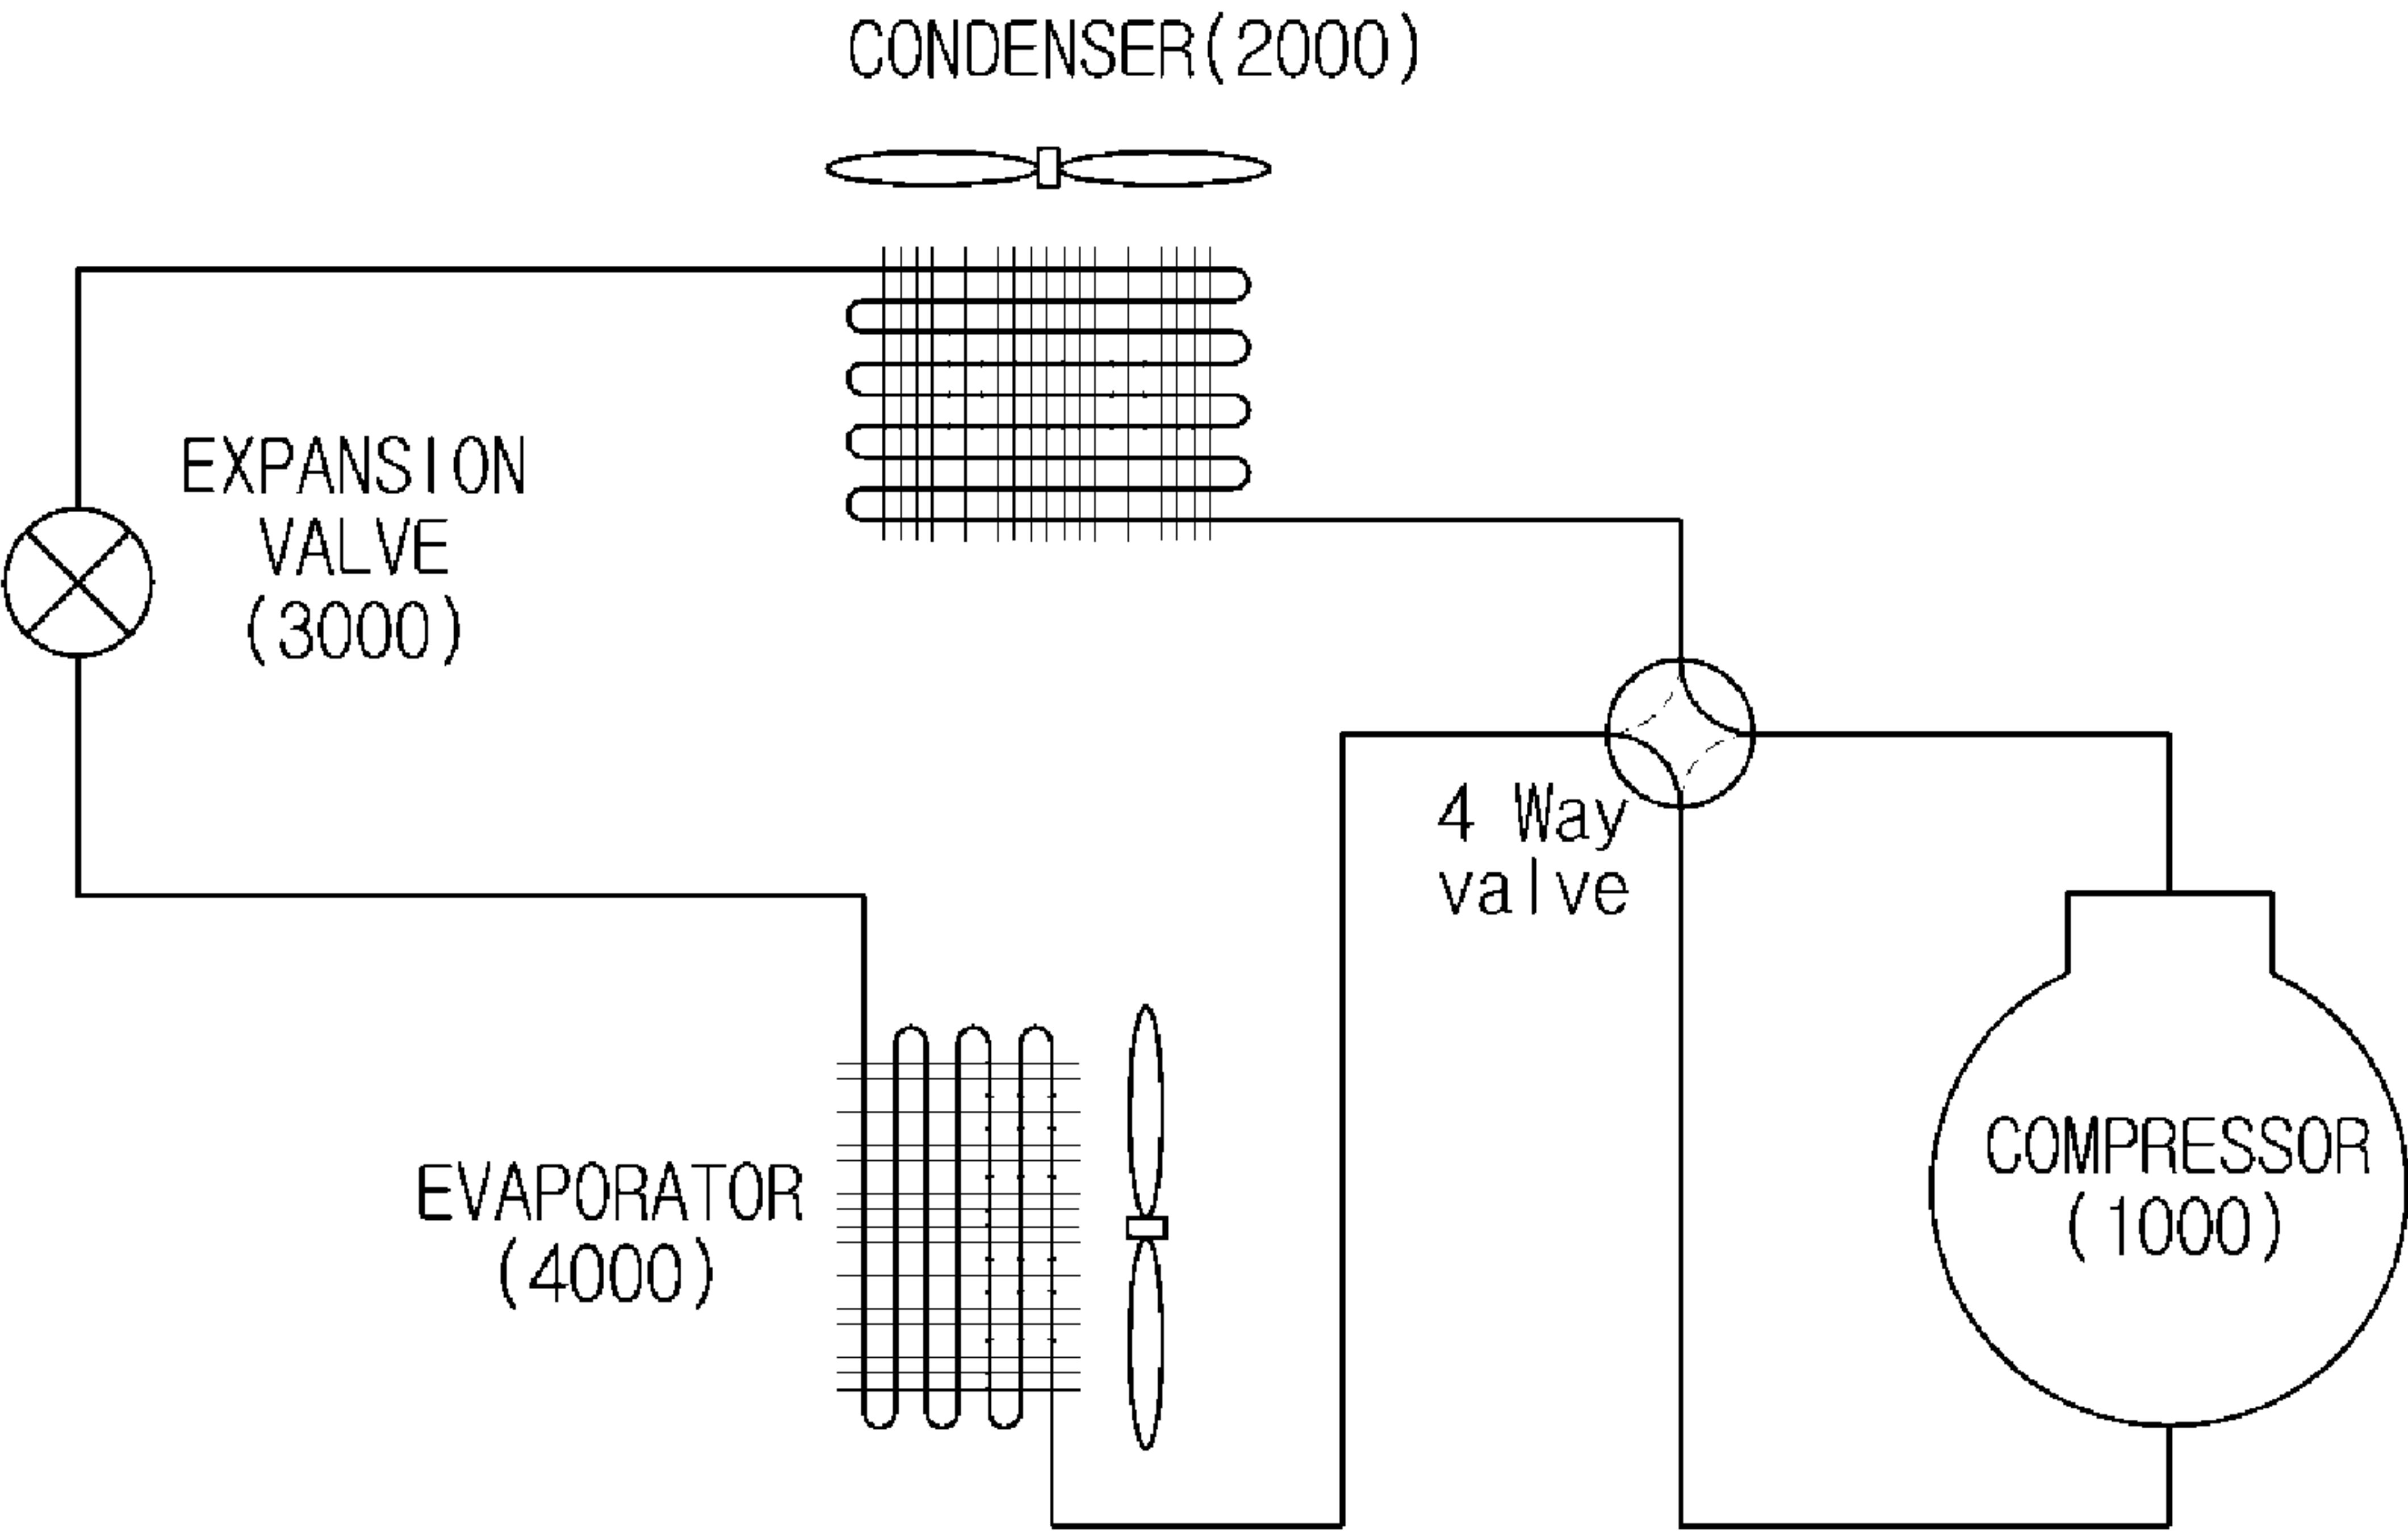 CONDENSER(2000)
EXPANSION
VALVE
(3000)
4 Way
valve
COMPRESSOR
(1000)
EVAPORATOR
(4000)